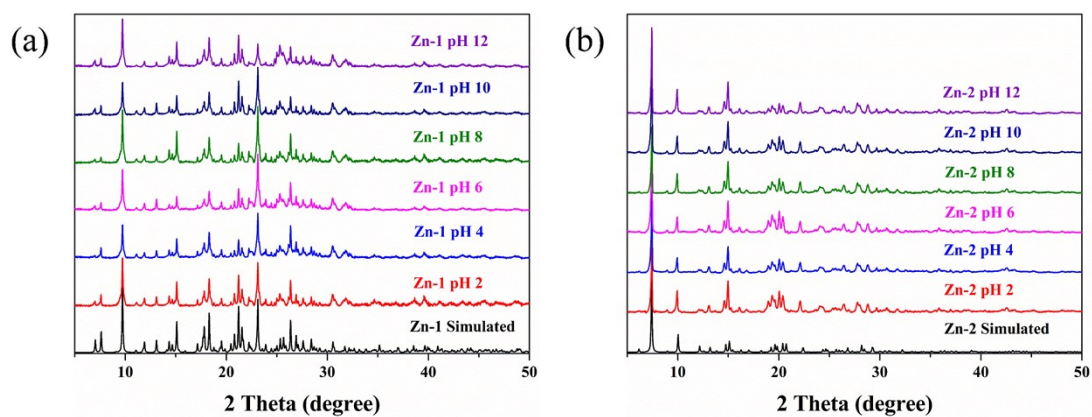 (a)
Zn-1 pH 12
Zn-1 pH 10
Zn-1 pH 8
Zn-1 pH 6
Zn-1 pH 4
Zn-1 pH 2
Zn-1 Simulated
10 20 30 40 50
2 Theta (degree)
(b)
Zn-2 pH 12
Zn-2 pH 10
Zn-2 pH 8
Zn-2 pH 6
Zn-2 pH 4
Zn-2 pH 2
Zn-2 Simulated
10 20 30 40 50
2 Theta (degree)